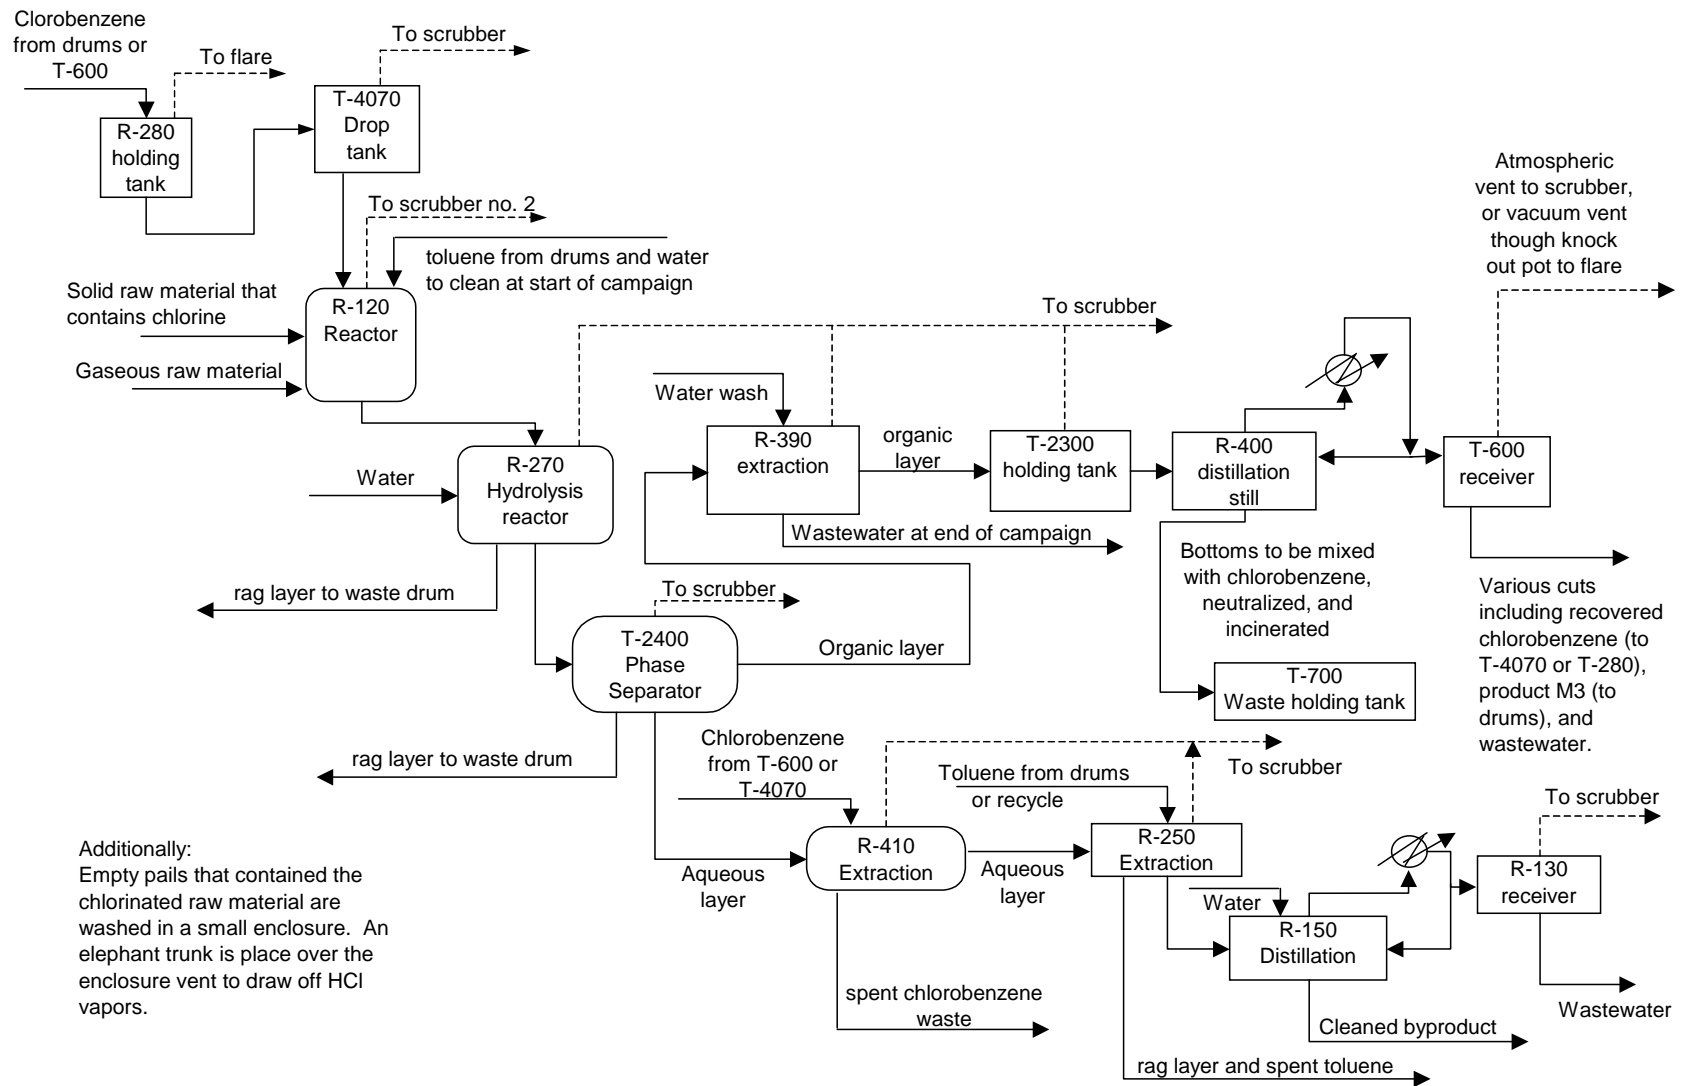 Clorobenzene
from drums or
T-600
To flare
To scrubber
R-280
holding
tank
T-4070
Drop
tank
To scrubber no. 2
toluene from drums and water
to clean at start of campaign
Solid raw material that
contains chlorine
R-120
Reactor
Gaseous raw material
Atmospheric
vent to scrubber,
or vacuum vent
though knock
out pot to flare
To scrubber
Water wash
R-390
extraction
organic
layer
T-2300
holding tank
R-400
distillation
still
T-600
receiver
R-270
Hydrolysis
reactor
Water
Wastewater at end of campaign
Bottoms to be mixed
with chlorobenzene,
neutralized, and
incinerated
Various cuts
including recovered
chlorobenzene (to
T-4070 or T-280),
product M3 (to
drums), and
wastewater.
rag layer to waste drum
To scrubber
T-2400
Phase
Separator
Organic layer
T-700
Waste holding tank
rag layer to waste drum
Chlorobenzene
from T-600 or
T-4070
To scrubber
Toluene from drums
or recycle
To scrubber
R-410
Extraction
Aqueous
layer
Aqueous
layer
R-250
Extraction
Water
R-150
Distillation
R-130
receiver
Additionally:
Empty pails that contained the
chlorinated raw material are
washed in a small enclosure.  An
elephant trunk is place over the
enclosure vent to draw off HCl
vapors.
spent chlorobenzene
waste
Cleaned byproduct
Wastewater
rag layer and spent toluene